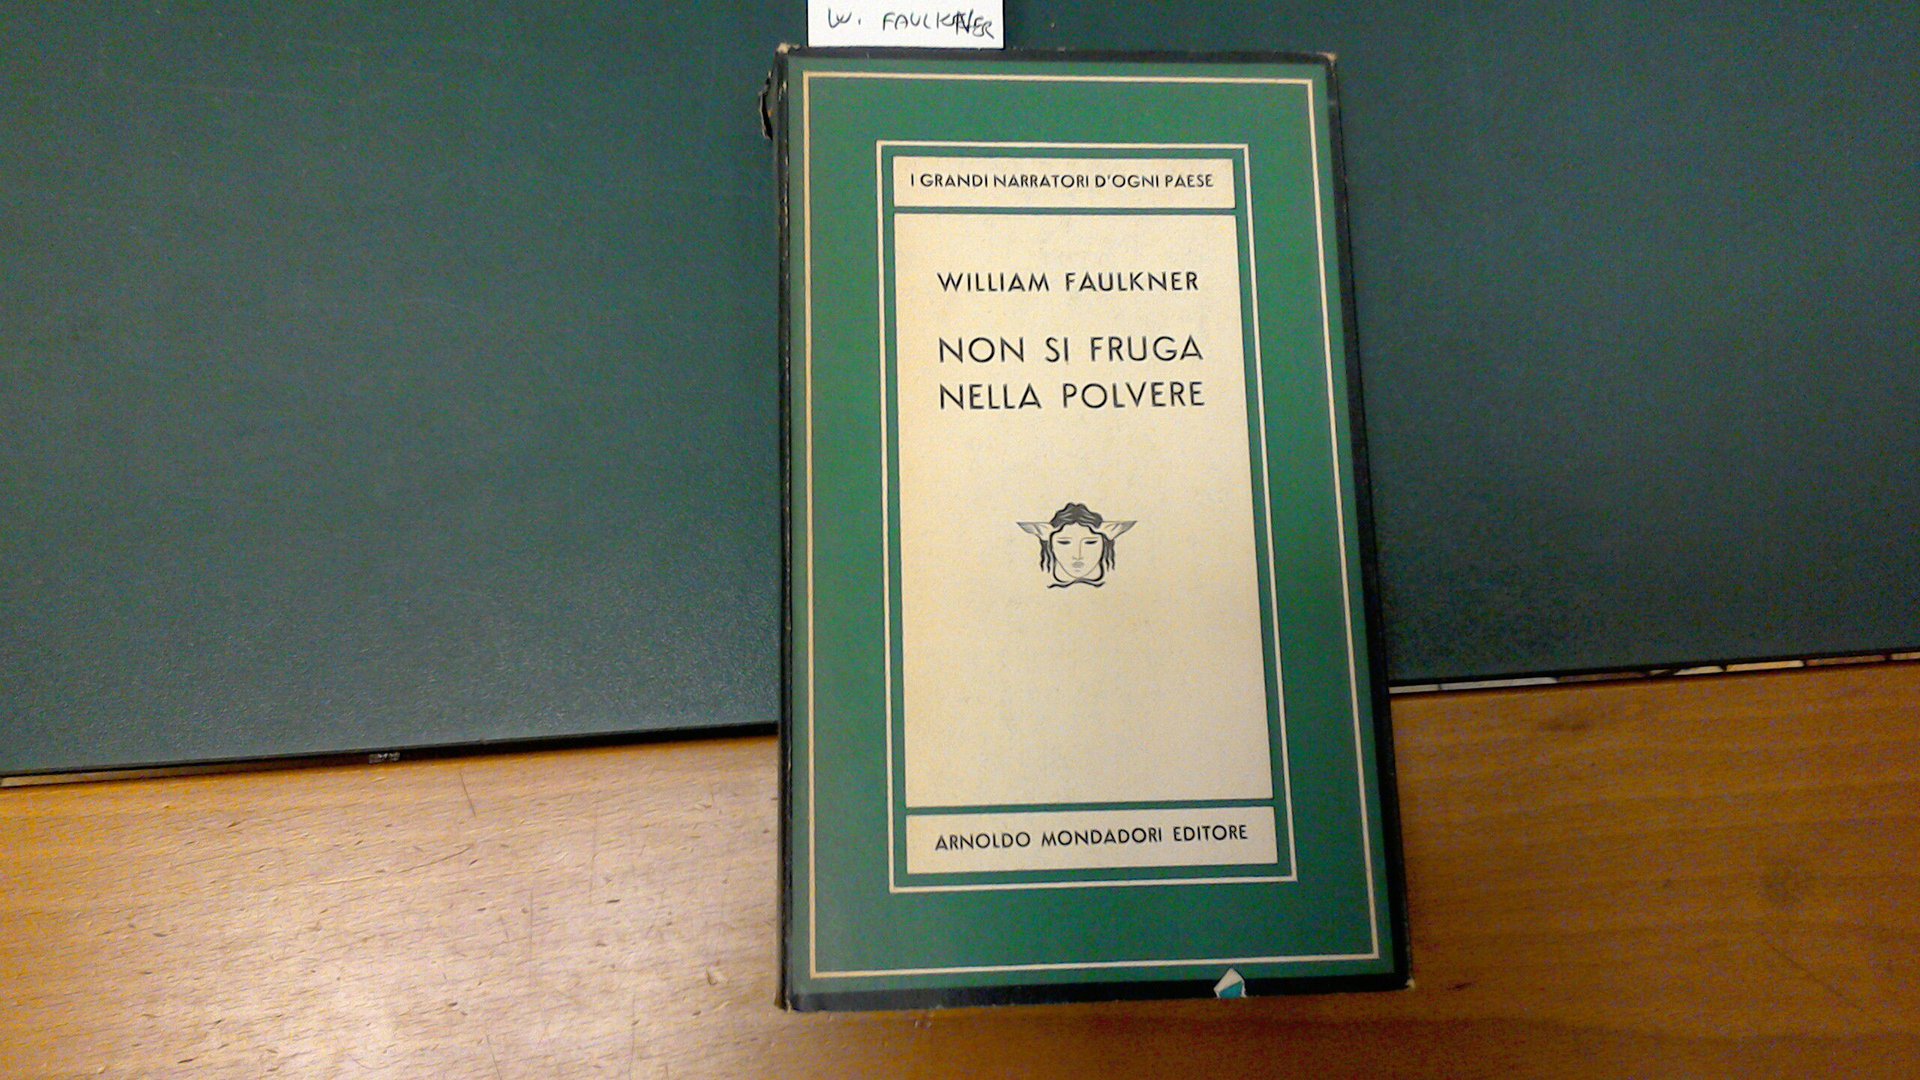 W. FAULKNER
I GRANDI NARRATORI D'OGNI PAESE
WILLIAM FAULKNER
NON SI FRUGA
NELLA POLVERE
ARNOLDO MONDADORI EDITORE